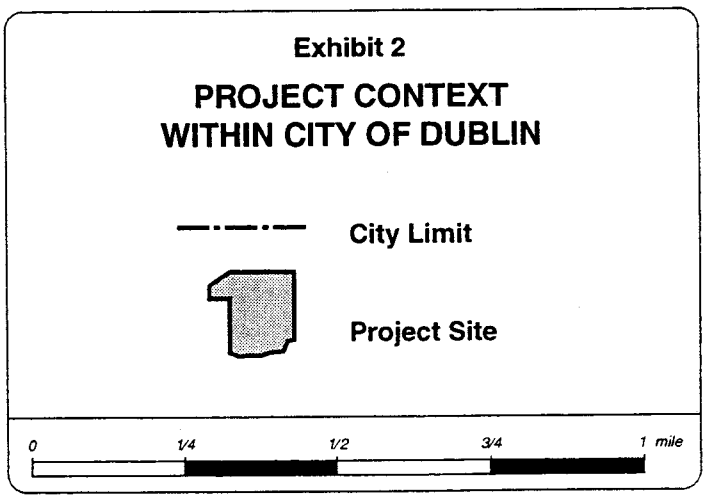 Exhibit 2
PROJECT CONTEXT
WITHIN CITY OF DUBLIN
City Limit
Project Site
0 1/4 1/2 3/4 1 mile